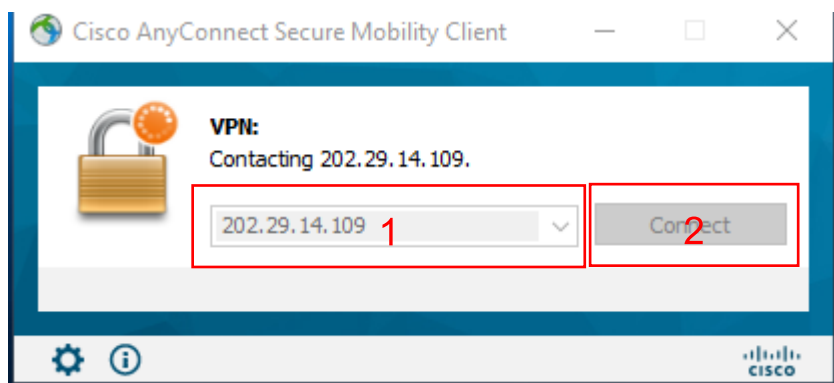 Cisco AnyConnect Secure Mobility Client
VPN:
Contacting 202.29.14.109.
202.29.14.109 1
Connect 2
CISCO